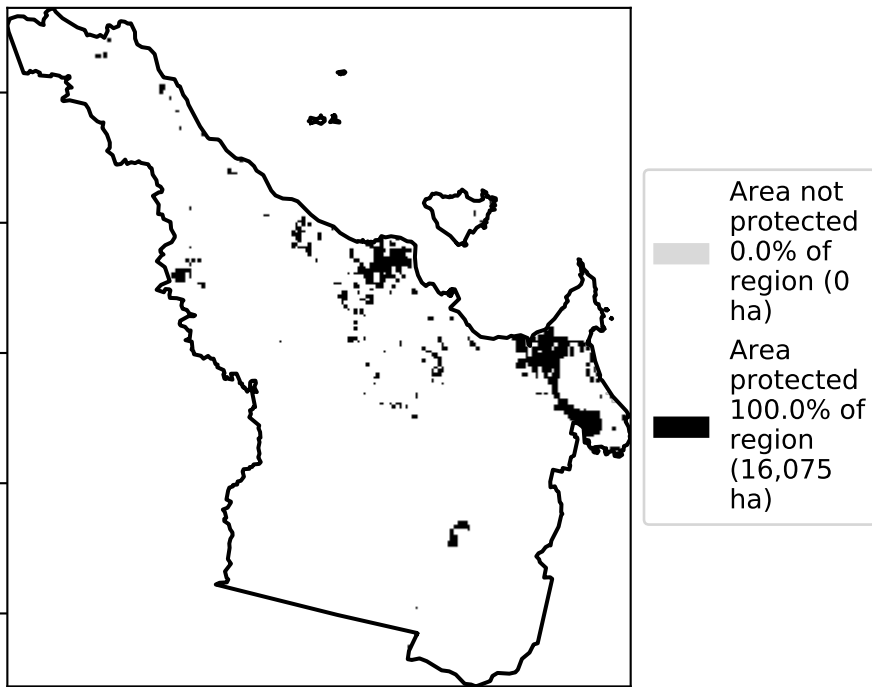 Area not
protected
0.0% of
region (0
ha)
Area
protected
100.0% of
region
(16,075
ha)